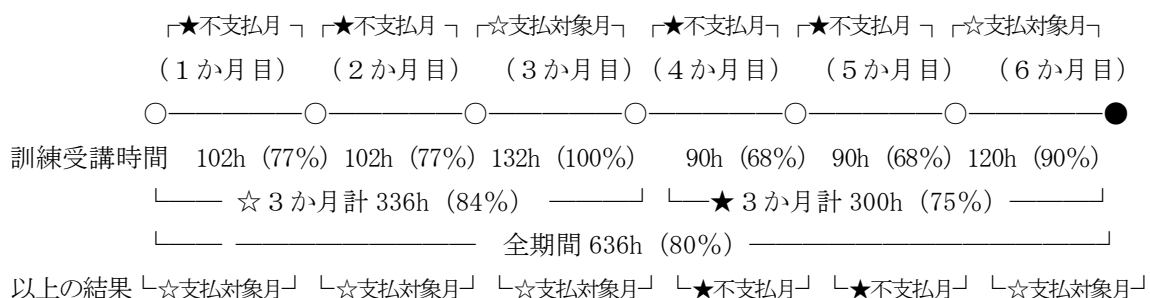 ┌★不支払月 ┐ ┌★不支払月 ┐ ┌☆支払対象月┐ ┌★不支払月┐ ┌★不支払月 ┐ ┌☆支払対象月┐
(1か月目) (2か月目) (3か月目) (4か月目) (5か月目) (6か月目)
○―――――○―――――○―――――○―――――○―――――○―――――●
訓練受講時間 102h (77%) 102h (77%) 132h (100%) 90h (68%) 90h (68%) 120h (90%)
└―― ☆3か月計 336h (84%) ―――┘ └―★3か月計 300h (75%) ―――┘
└―― ――――――――― 全期間 636h (80%) ―――――――――――――┘
以上の結果 └☆支払対象月┘ └☆支払対象月┘ └☆支払対象月┘ └★不支払月┘ └★不支払月┘ └☆支払対象月┘